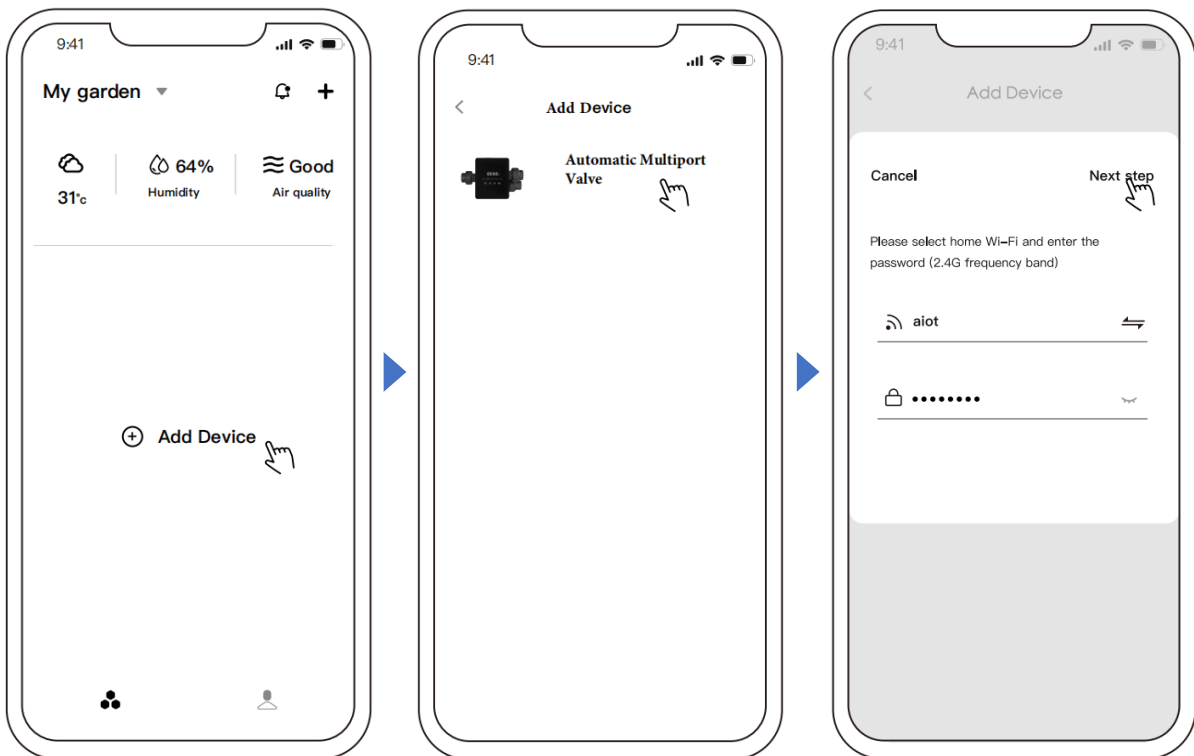 9:41
My garden
31°c
64%
Humidity
Good
Air quality
Add Device
9:41
Add Device
Automatic Multiport
Valve
9:41
Add Device
Cancel
Next step
Please select home Wi–Fi and enter the
password (2.4G frequency band)
aiot
••••••••